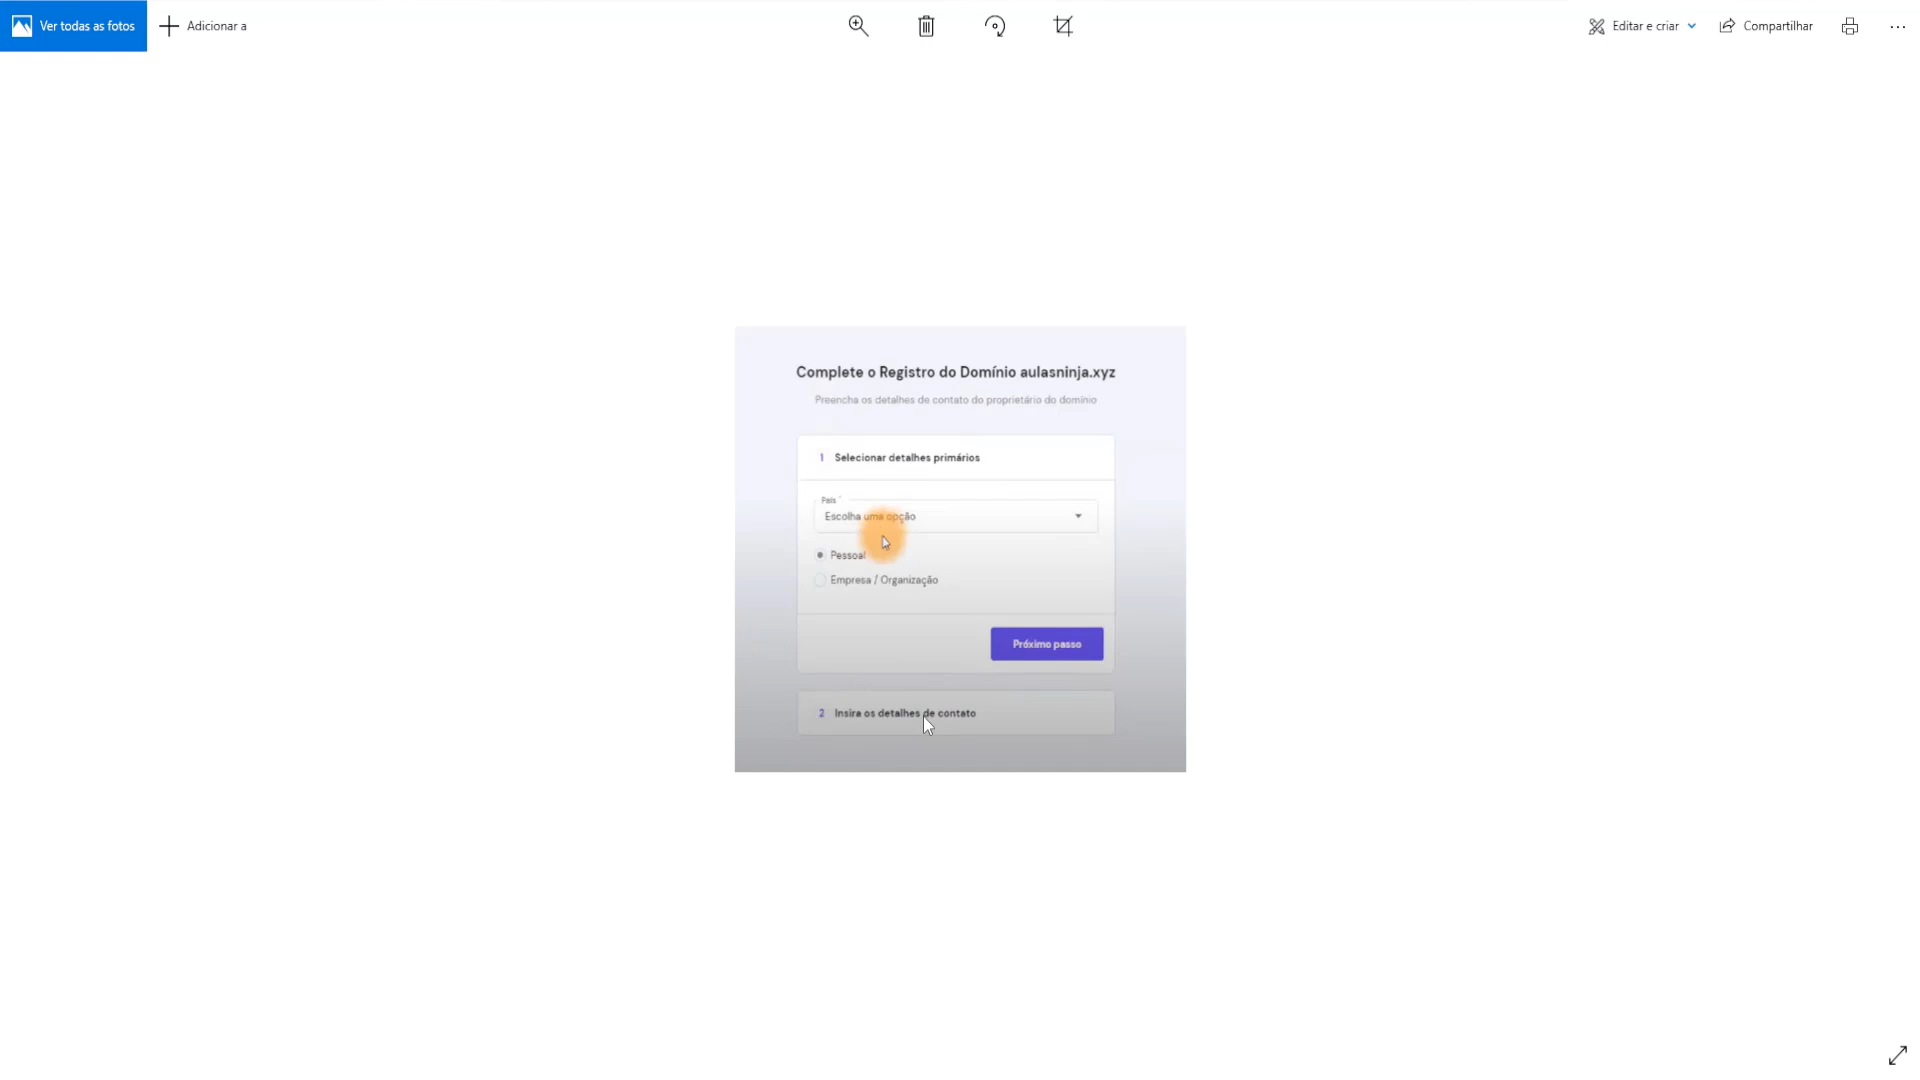 Ver todas as fotos
Adicionar a
Editar e criar
Compartilhar
Complete o Registro do Domínio aulasninja.xyz
Preencha os detalhes de contato do proprietário do domínio
1 Selecionar detalhes primários
País *
Escolha uma opção
Pessoal
Empresa / Organização
Próximo passo
2 Insira os detalhes de contato